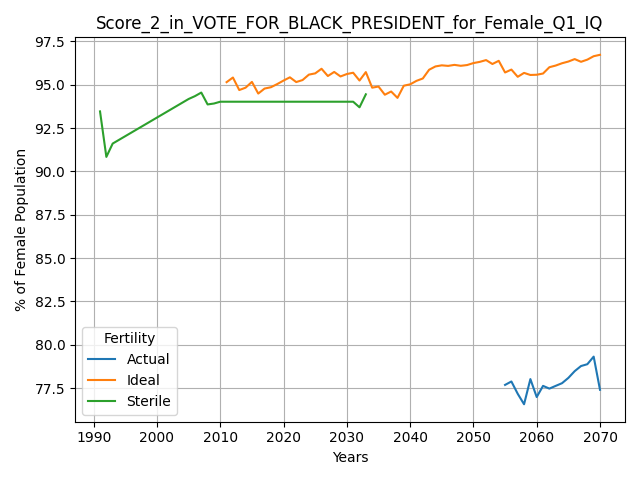 Score_2_in_VOTE_FOR_BLACK_PRESIDENT_for_Female_Q1_IQ
% of Female Population
97.5
95.0
92.5
90.0
87.5
85.0
82.5
80.0
77.5
Fertility
Actual
Ideal
Sterile
1990 2000 2010 2020 2030 2040 2050 2060 2070
Years